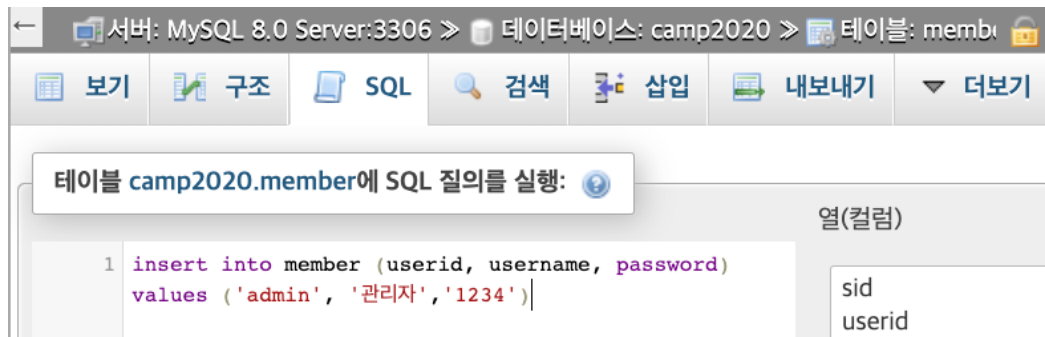 ← 서버: MySQL 8.0 Server:3306 » 데이터베이스: camp2020 » 테이블: membe
보기 구조 SQL 검색 삽입 내보내기 더보기
테이블 camp2020.member에 SQL 질의를 실행:
열(컬럼)
1 insert into member (userid, username, password)
values ('admin', '관리자','1234')
sid
userid